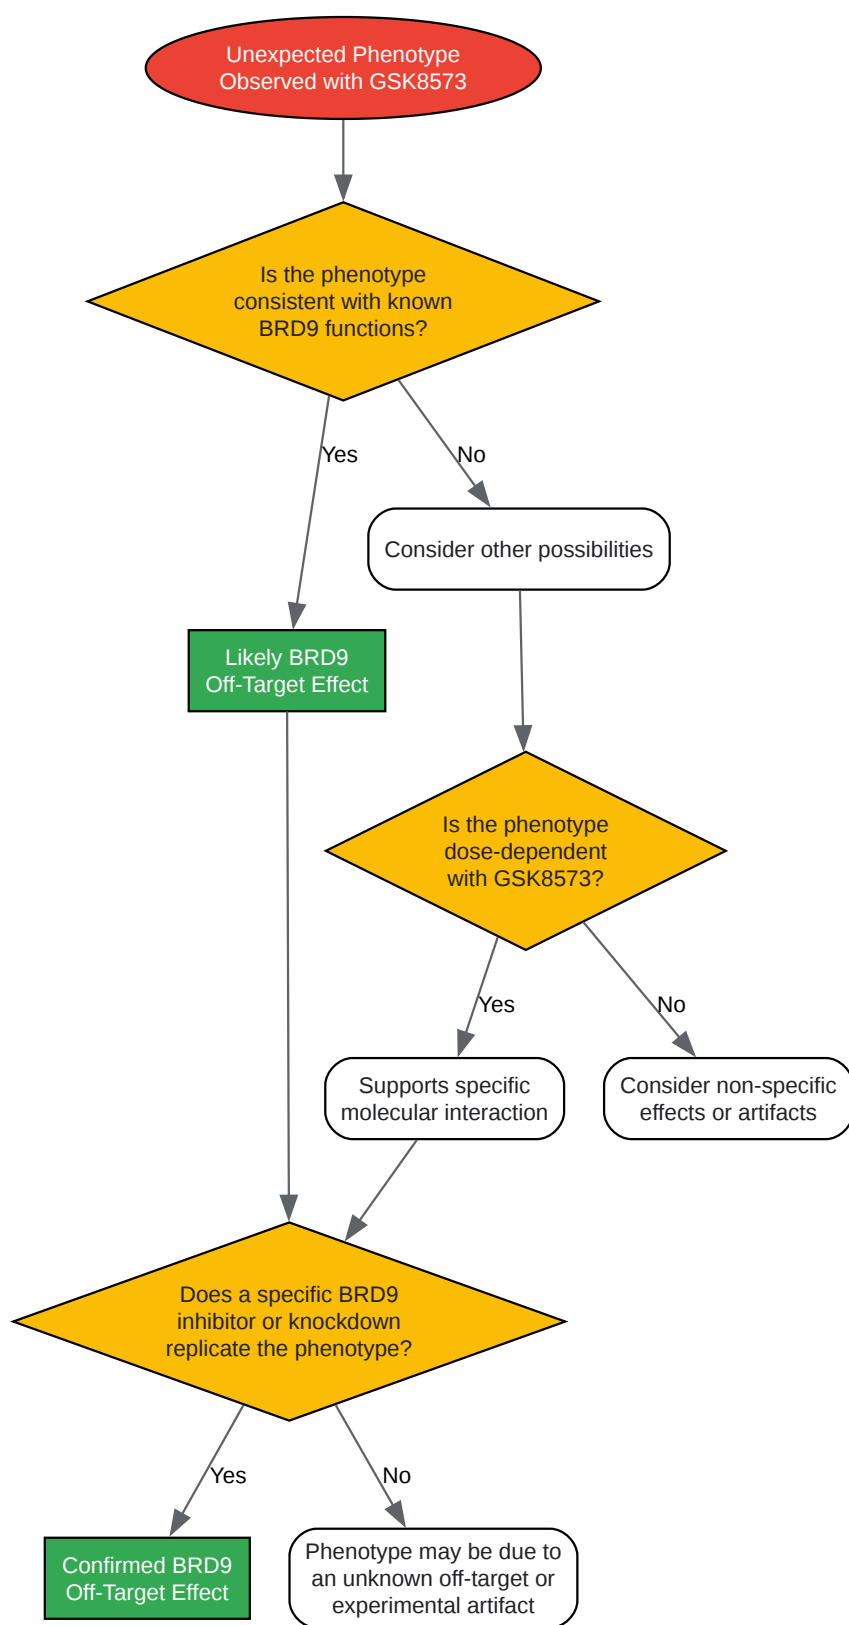 Unexpected Phenotype
Observed with GSK8573
Is the phenotype
consistent with known
BRD9 functions?
Yes
No
Consider other possibilities
Likely BRD9
Off-Target Effect
Is the phenotype
dose-dependent
with GSK8573?
Yes
No
Supports specific
molecular interaction
Consider non-specific
effects or artifacts
Does a specific BRD9
inhibitor or knockdown
replicate the phenotype?
Yes
No
Confirmed BRD9
Off-Target Effect
Phenotype may be due to
an unknown off-target or
experimental artifact